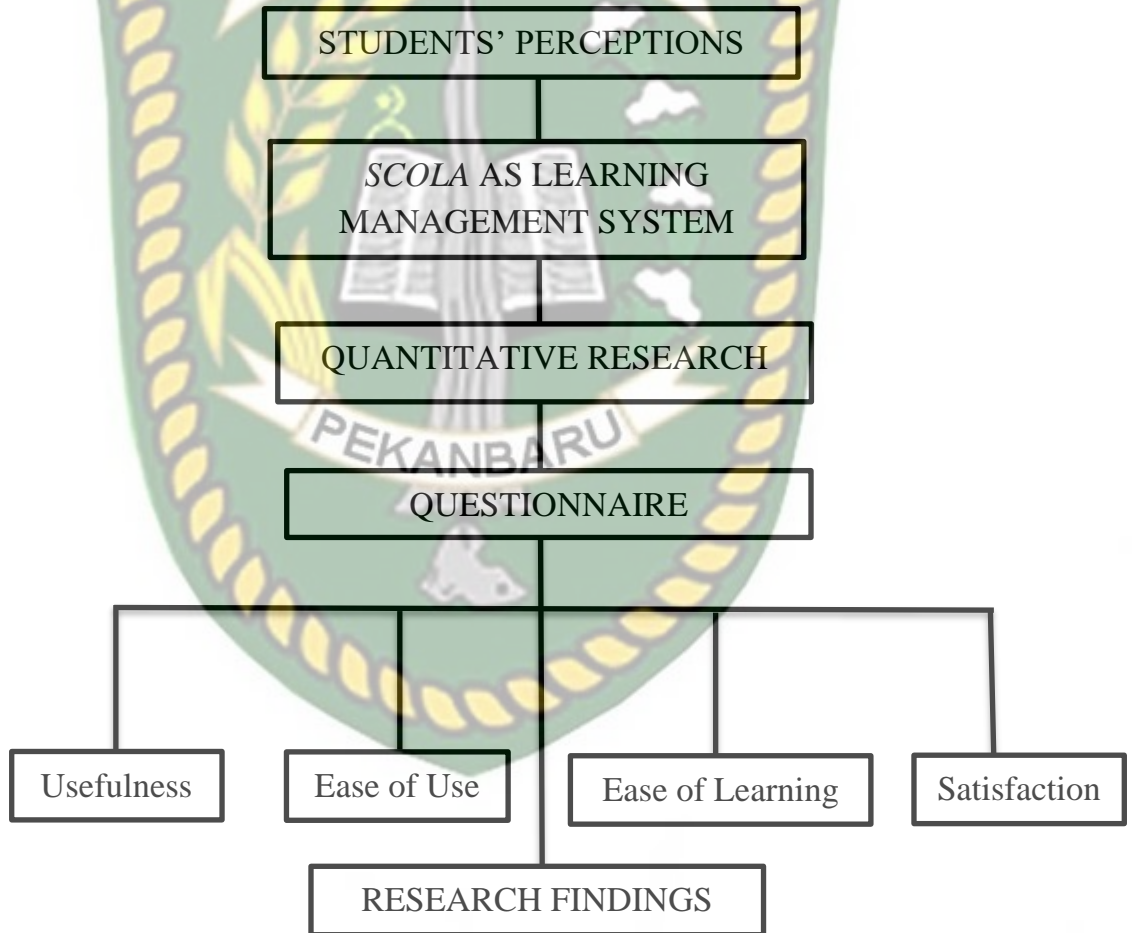 STUDENTS’ PERCEPTIONS
SCOLA AS LEARNING
MANAGEMENT SYSTEM
QUANTITATIVE RESEARCH
PEKANBARU
QUESTIONNAIRE
Usefulness
Ease of Use
Ease of Learning
Satisfaction
RESEARCH FINDINGS